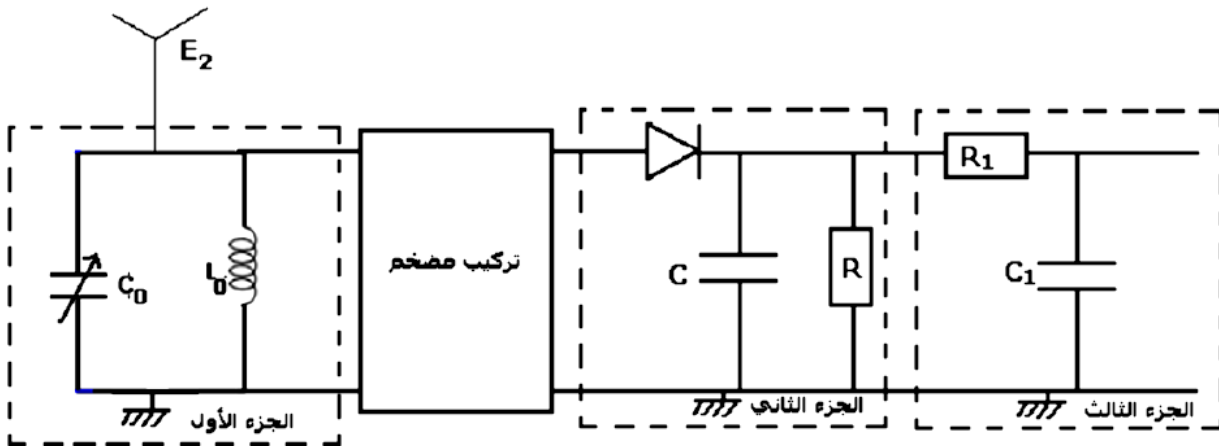 E₂
C₀
L₀
تركيب مضخم
C
R
R₁
C₁
الجزء الأول
الجزء الثاني
الجزء الثالث